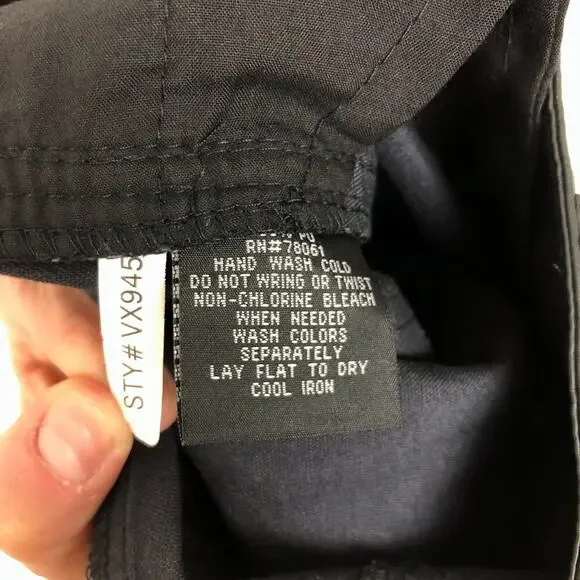 RN#78061
HAND WASH COLD
DO NOT WRING OR TWIST
NON-CHLORINE BLEACH
WHEN NEEDED
WASH COLORS
SEPARATELY
LAY FLAT TO DRY
COOL IRON
STY# VX945